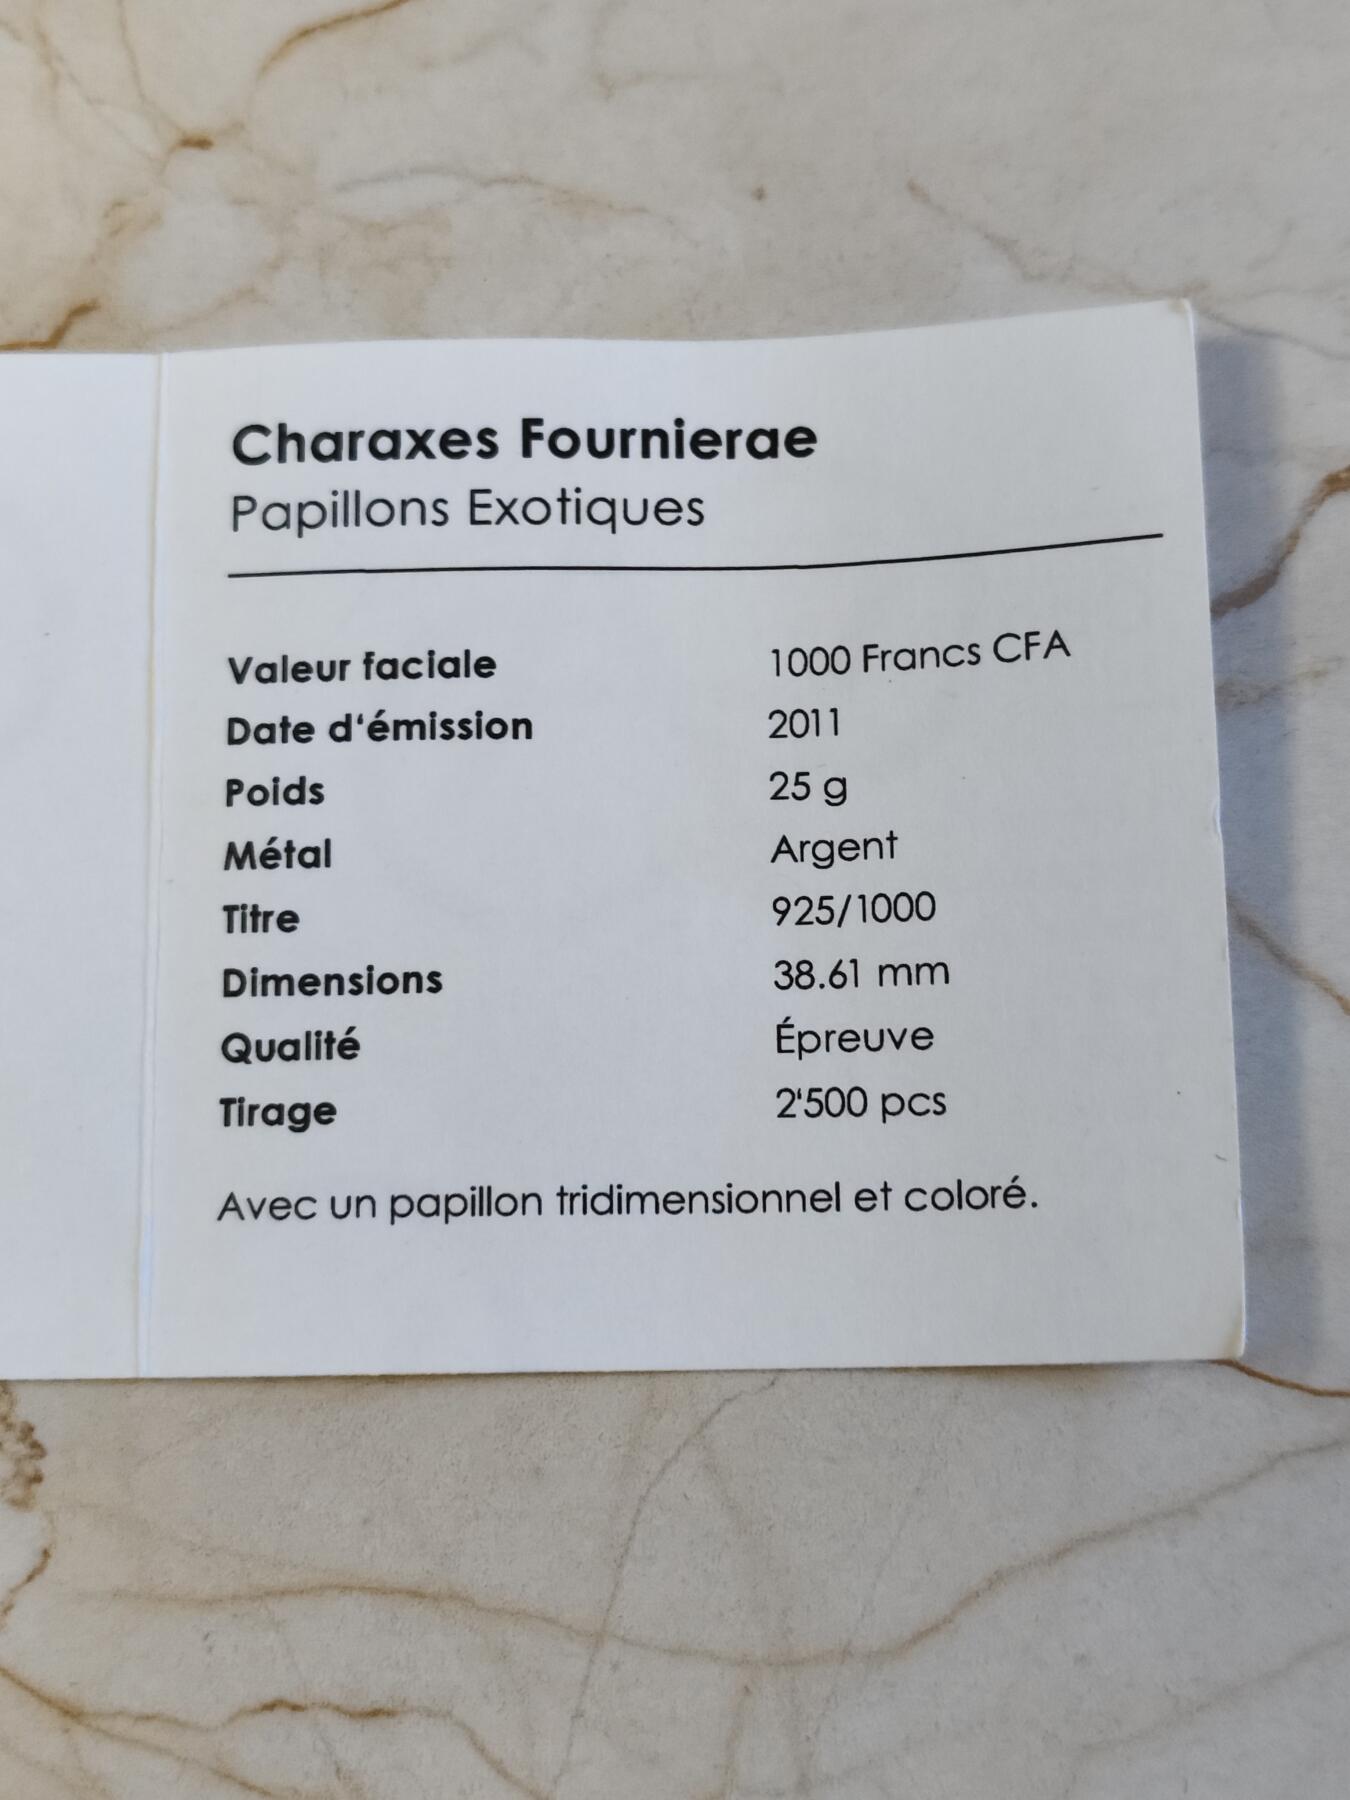 Charaxes Fournierae
Papillons Exotiques
Valeur faciale 1000 Francs CFA
Date d‘émission 2011
Poids 25 g
Métal Argent
Titre 925/1000
Dimensions 38.61 mm
Qualité Épreuve
Tirage 2‘500 pcs
Avec un papillon tridimensionnel et coloré.